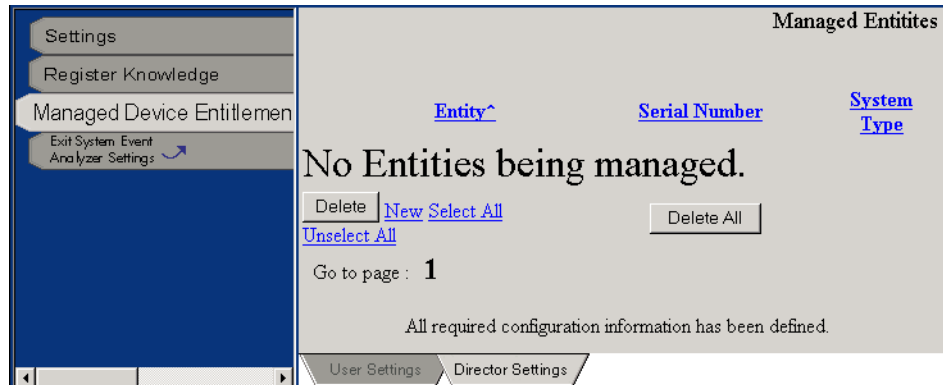 Settings
Register Knowledge
Managed Device Entitlemen
Exit System Event
Analyzer Settings
Managed Entitites
Entity^ Serial Number System
Type
No Entities being managed.
Delete New Select All Delete All
Unselect All
Go to page : 1
All required configuration information has been defined.
User Settings Director Settings